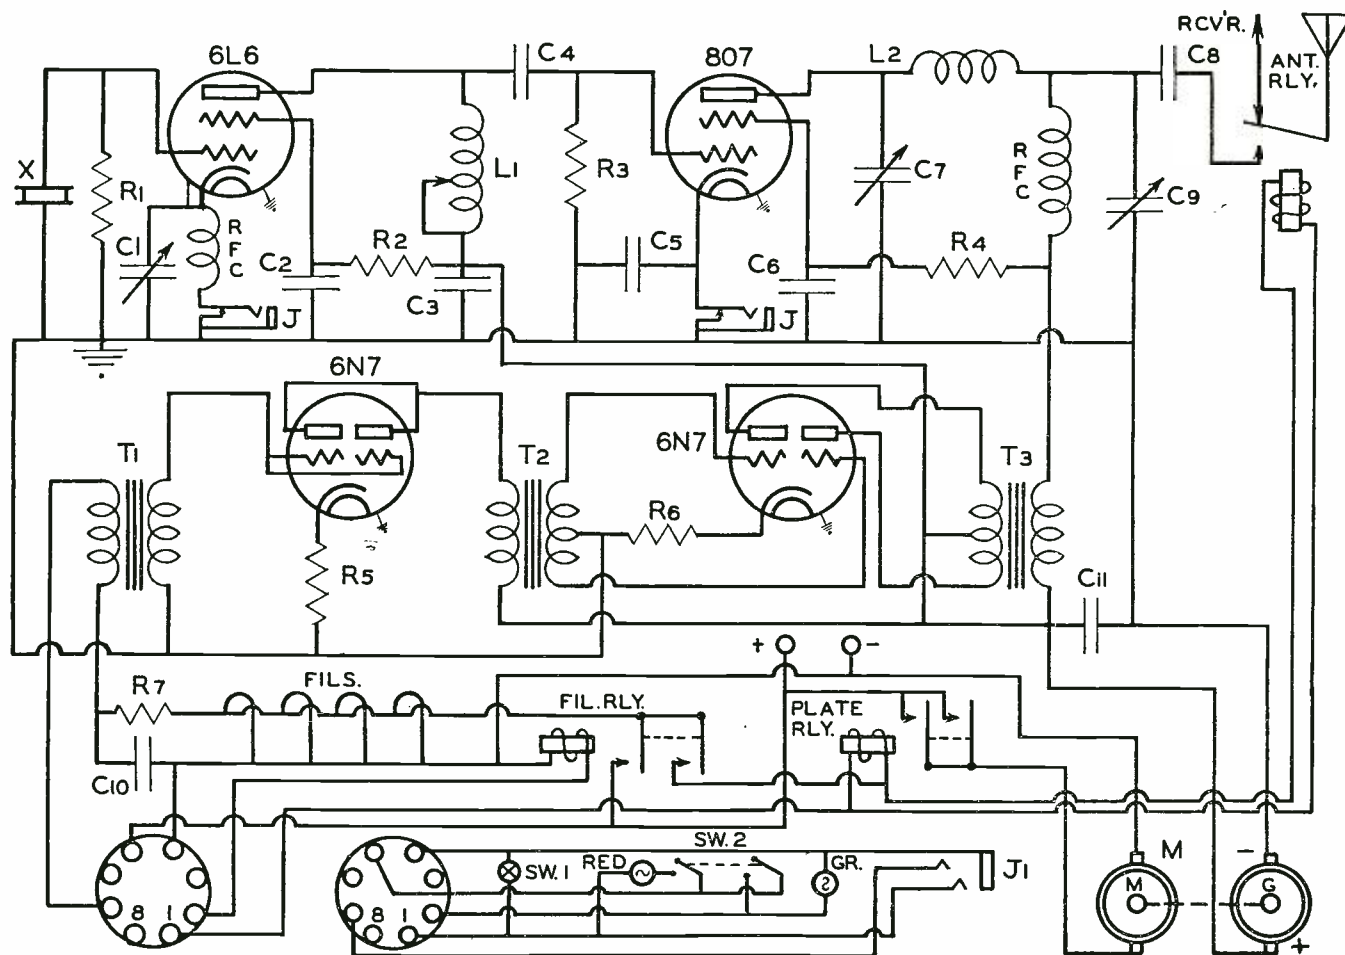 RCV'R.
6L6
C4
807
L2
C8
ANT.
RLY.
X
R1
L1
R3
C7
RFC
C9
C1
RFC
C2
R2
C3
C5
C6
R4
J
J
6N7
6N7
T1
T2
T3
R5
R6
C11
+
-
R7
FILS.
FIL. RLY.
PLATE
RLY.
C10
SW.2
SW.1
RED
GR.
J1
M
-
8
1
8
1
M
G
+